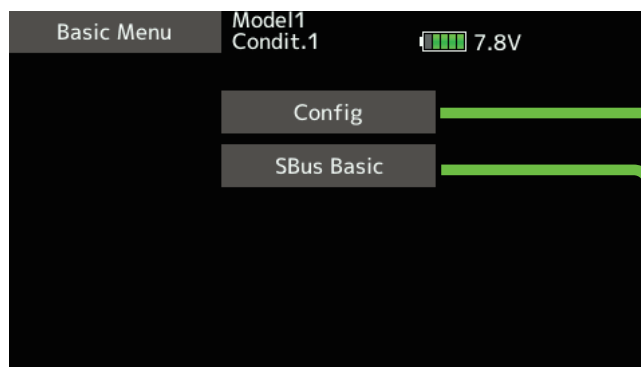 Basic Menu
Model1
Condit.1
7.8V
Config
SBus Basic